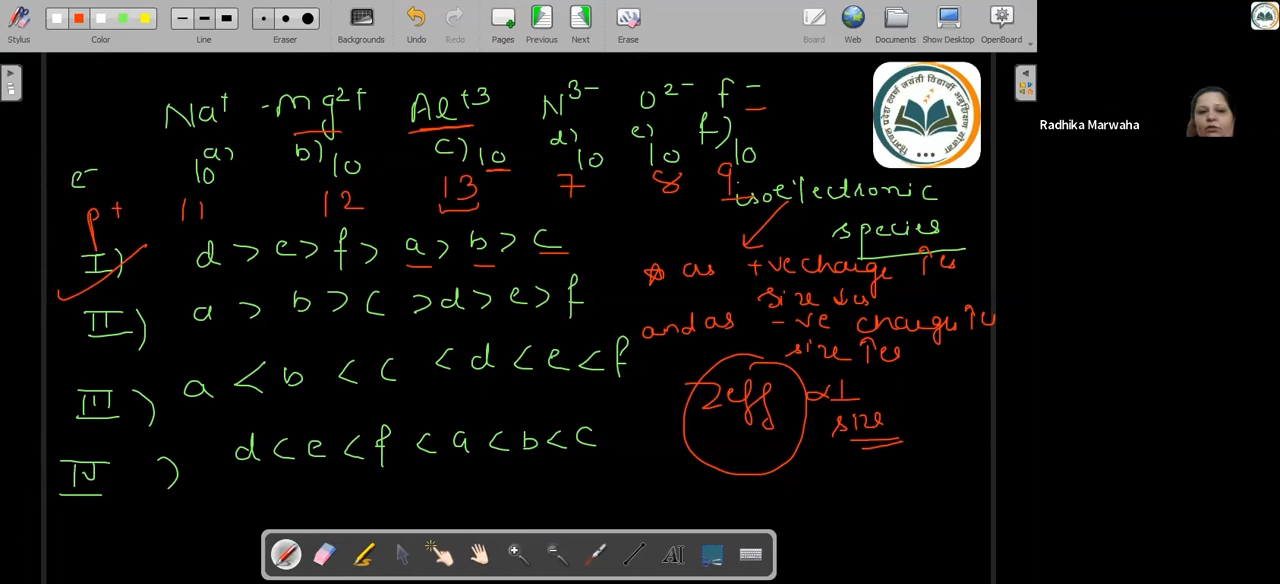 Stylus Color Line Eraser Backgrounds Undo Redo Pages Previous Next Erase Board Web Documents Show Desktop OpenBoard
Na+ Mg2+ Al+3 N3- O2- f-
a) b) c) d) e) f)
e- 10 10 10 10 10 10
p+ 11 12 13 7 8 9
isoelectronic
species
I) d > e > f > a > b > c
II) a > b > c > d > e > f
III) a < b < c < d < e < f
IV) d < e < f < a < b < c
as +ve charge ↑es
size ↓es
and as -ve charge ↑es
size ↑es
Zeff ∝ 1
size
Radhika Marwaha
AI